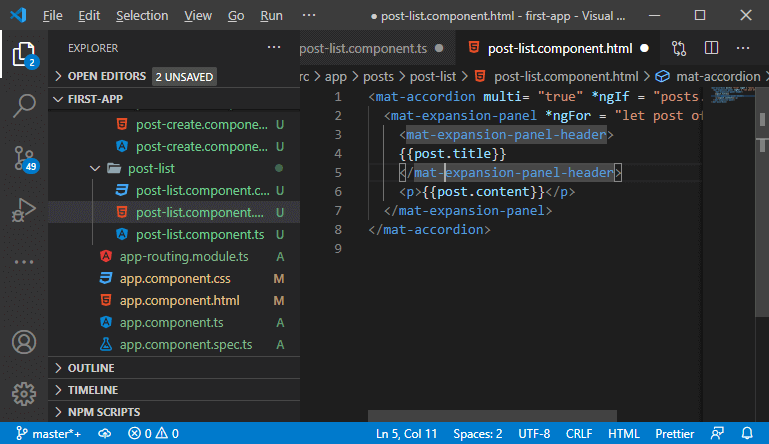 File Edit Selection View Go Run ··· ● post-list.component.html - first-app - Visual ...
EXPLORER ···
2
OPEN EDITORS 2 UNSAVED
FIRST-APP
post-create.compone... U
post-create.compone... U
post-list
post-list.component.c... U
post-list.component.... U
post-list.component.ts U
app-routing.module.ts A
app.component.css M
app.component.html M
app.component.ts A
app.component.spec.ts A
OUTLINE
TIMELINE
NPM SCRIPTS
49
post-list.component.ts ● post-list.component.html ● ···
rc > app > posts > post-list > post-list.component.html > mat-accordion
1 <mat-accordion multi= "true" *ngIf = "posts.
2 <mat-expansion-panel *ngFor = "let post of
3 <mat-expansion-panel-header>
4 {{post.title}}
5 </mat-expansion-panel-header>
6 <p>{{post.content}}</p>
7 </mat-expansion-panel>
8 </mat-accordion>
9
master*+ 0 0 Ln 5, Col 11 Spaces: 2 UTF-8 CRLF HTML Prettier